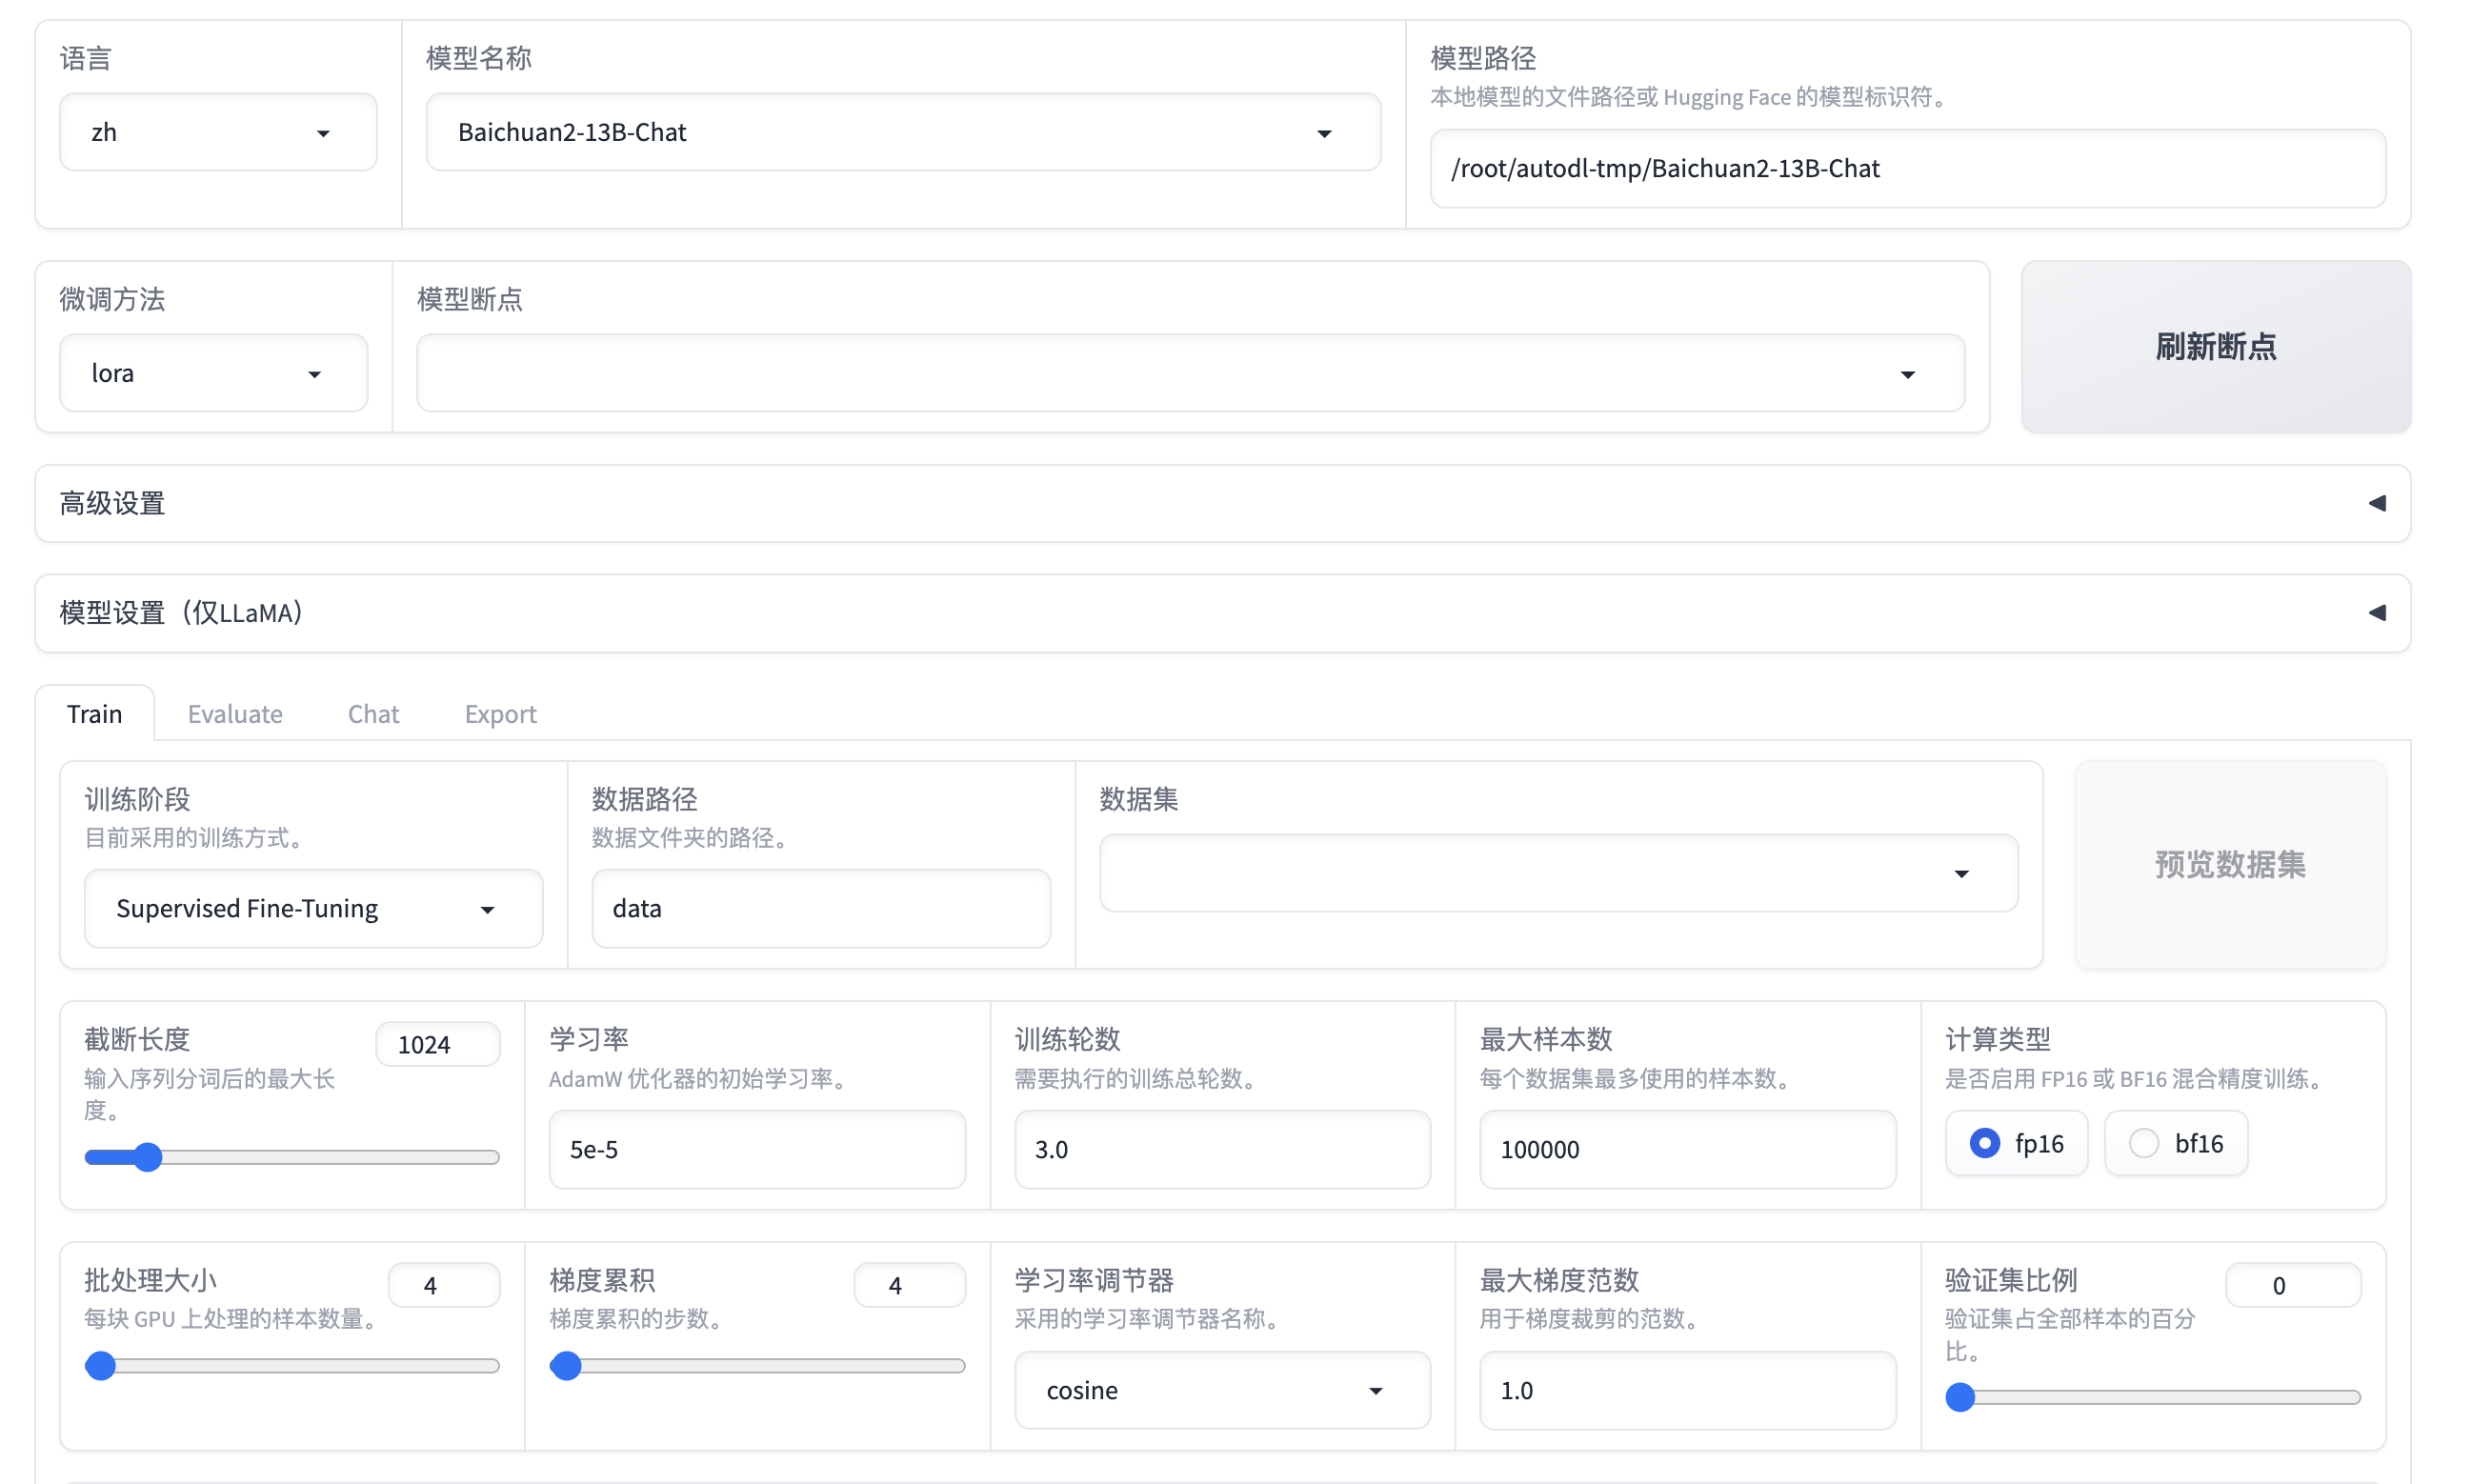 语言
zh
模型名称
Baichuan2-13B-Chat
模型路径
本地模型的文件路径或 Hugging Face 的模型标识符。
/root/autodl-tmp/Baichuan2-13B-Chat
微调方法
lora
模型断点
刷新断点
高级设置
模型设置（仅LLaMA）
Train
Evaluate
Chat
Export
训练阶段
目前采用的训练方式。
Supervised Fine-Tuning
数据路径
数据文件夹的路径。
data
数据集
预览数据集
截断长度
1024
输入序列分词后的最大长
度。
学习率
AdamW 优化器的初始学习率。
5e-5
训练轮数
需要执行的训练总轮数。
3.0
最大样本数
每个数据集最多使用的样本数。
100000
计算类型
是否启用 FP16 或 BF16 混合精度训练。
fp16
bf16
批处理大小
4
每块 GPU 上处理的样本数量。
梯度累积
4
梯度累积的步数。
学习率调节器
采用的学习率调节器名称。
cosine
最大梯度范数
用于梯度裁剪的范数。
1.0
验证集比例
0
验证集占全部样本的百分
比。